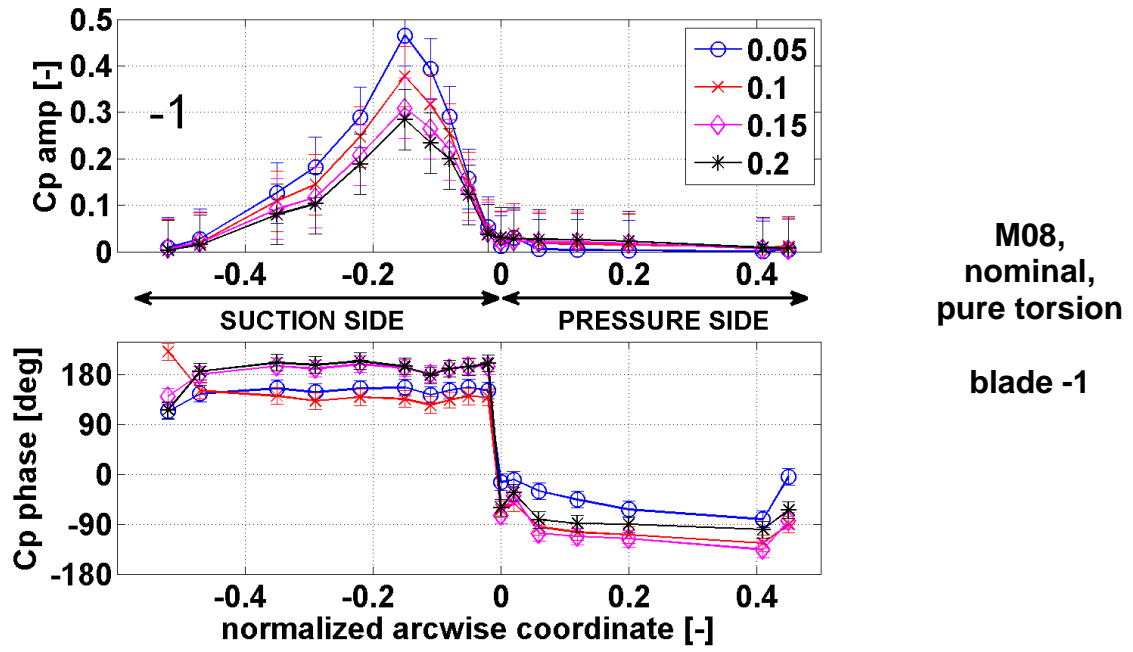 0.5
0.4
0.3
0.2
0.1
0
Cp amp [-]
-1
0.05
0.1
0.15
0.2
-0.4 -0.2 0 0.2 0.4
SUCTION SIDE PRESSURE SIDE
180
90
0
-90
-180
Cp phase [deg]
-0.4 -0.2 0 0.2 0.4
normalized arcwise coordinate [-]
M08,
nominal,
pure torsion
blade -1